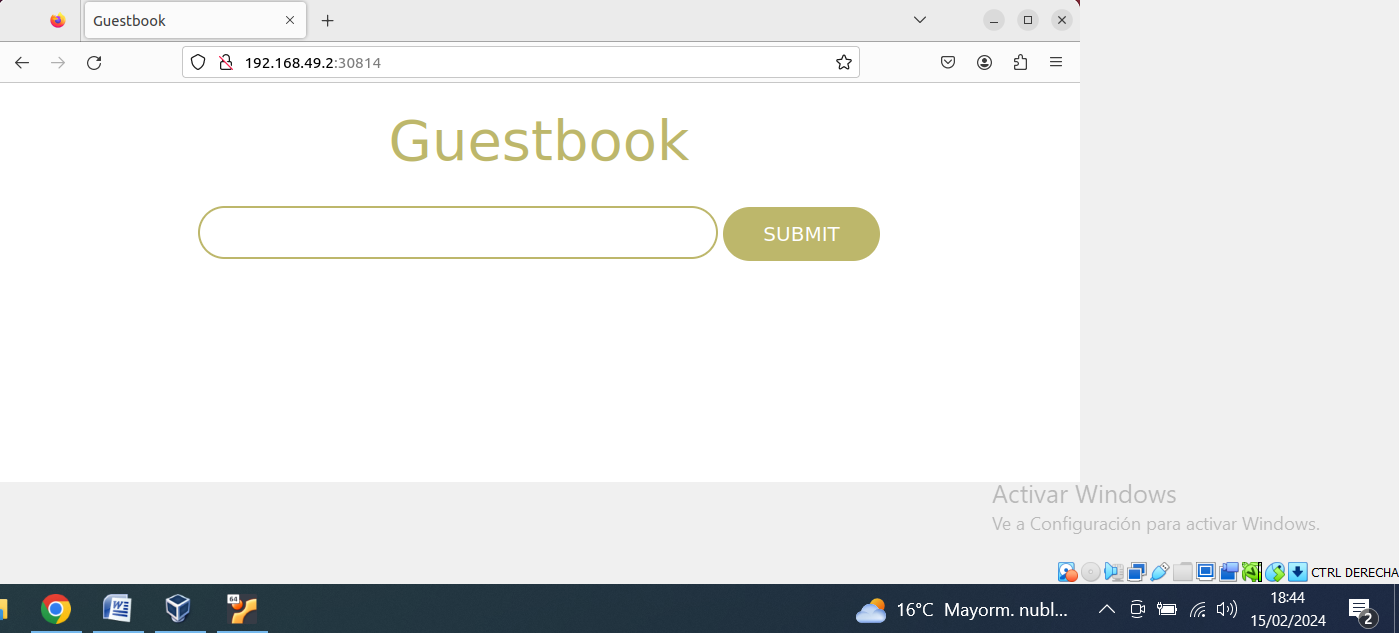 Guestbook
192.168.49.2:30814
Guestbook
SUBMIT
Activar Windows
Ve a Configuración para activar Windows.
CTRL DERECHA
64
16°C Mayorm. nubl...
18:44
15/02/2024
2